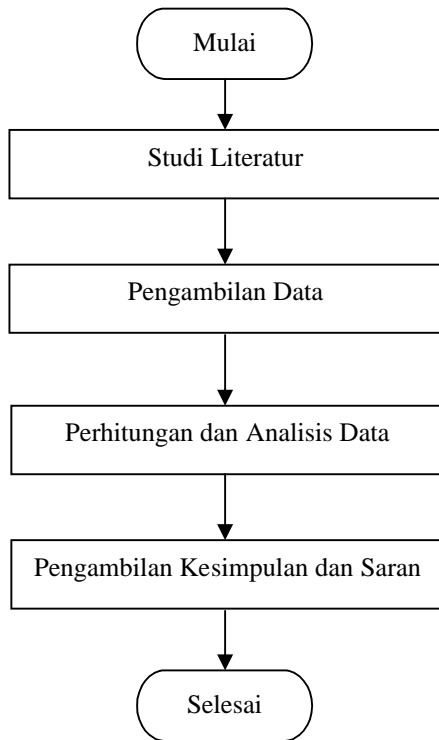 Mulai
Studi Literatur
Pengambilan Data
Perhitungan dan Analisis Data
Pengambilan Kesimpulan dan Saran
Selesai